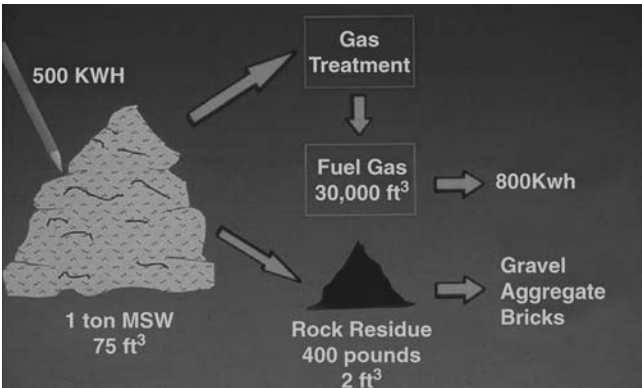 500 KWH
Gas
Treatment
Fuel Gas
30,000 ft³
800Kwh
1 ton MSW
75 ft³
Rock Residue
400 pounds
2 ft³
Gravel
Aggregate
Bricks